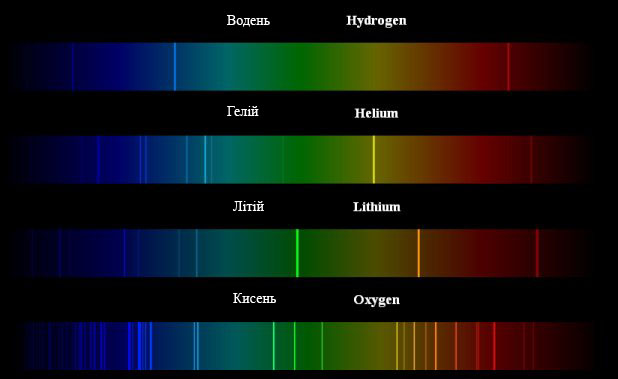 Водень Hydrogen
Гелій Helium
Літій Lithium
Кисень Oxygen